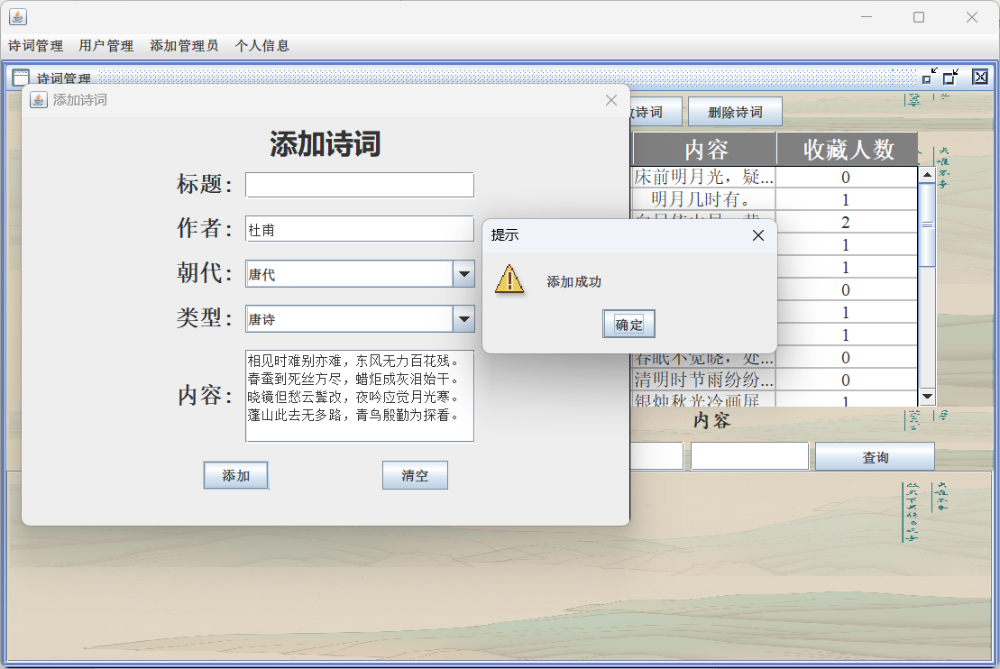 诗词管理 用户管理 添加管理员 个人信息
诗词管理
添加诗词
诗词 删除诗词
添加诗词
标题：
作者： 杜甫
朝代： 唐代
类型： 唐诗
内容：
相见时难别亦难，东风无力百花残。
春蚕到死丝方尽，蜡炬成灰泪始干。
晓镜但愁云鬓改，夜吟应觉月光寒。
蓬山此去无多路，青鸟殷勤为探看。
添加 清空
提示
添加成功
确定
内容 收藏人数
床前明月光，疑... 0
明月几时有。 1
2
1
1
0
1
1
春眠不觉晓，处... 0
清明时节雨纷纷... 0
银烛秋光冷画屏 1
内容
查询